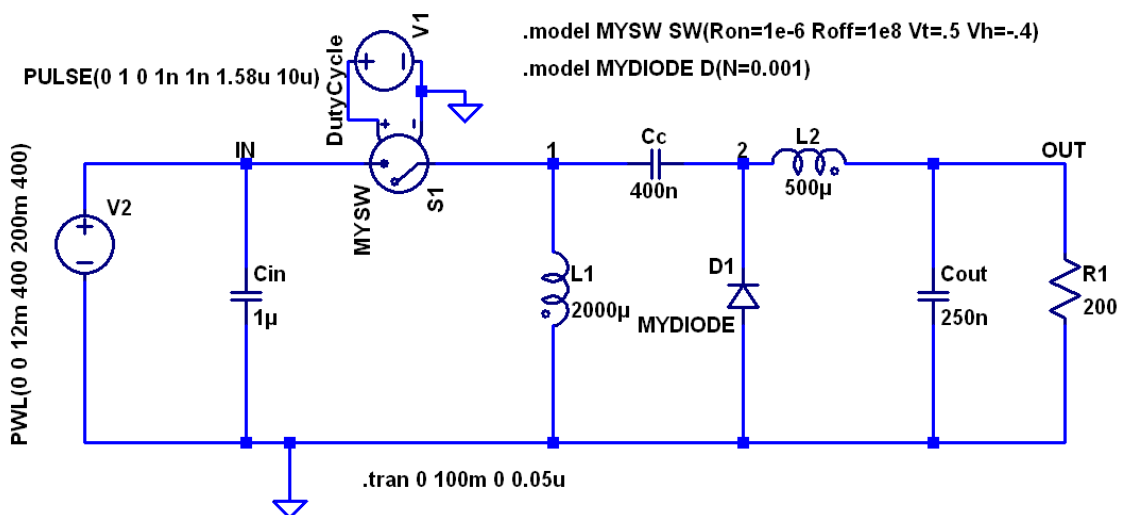 .model MYSW SW(Ron=1e-6 Roff=1e8 Vt=.5 Vh=-.4)
.model MYDIODE D(N=0.001)
PULSE(0 1 0 1n 1n 1.58u 10u)
DutyCycle
V1
+
-
+
-
IN
MYSW
S1
1
Cc
400n
2
L2
500µ
OUT
PWL(0 0 12m 400 200m 400)
V2
+
-
Cin
1µ
L1
2000µ
D1
MYDIODE
Cout
250n
R1
200
.tran 0 100m 0 0.05u